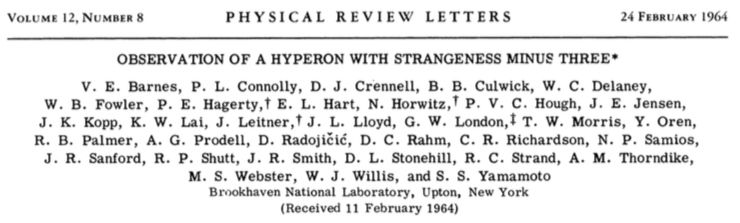 VOLUME 12, NUMBER 8 PHYSICAL REVIEW LETTERS 24 FEBRUARY 1964
OBSERVATION OF A HYPERON WITH STRANGENESS MINUS THREE*
V. E. Barnes, P. L. Connolly, D. J. Crennell, B. B. Culwick, W. C. Delaney,
W. B. Fowler, P. E. Hagerty,† E. L. Hart, N. Horwitz,† P. V. C. Hough, J. E. Jensen,
J. K. Kopp, K. W. Lai, J. Leitner,† J. L. Lloyd, G. W. London,‡ T. W. Morris, Y. Oren,
R. B. Palmer, A. G. Prodell, D. Radojičić, D. C. Rahm, C. R. Richardson, N. P. Samios,
J. R. Sanford, R. P. Shutt, J. R. Smith, D. L. Stonehill, R. C. Strand, A. M. Thorndike,
M. S. Webster, W. J. Willis, and S. S. Yamamoto
Brookhaven National Laboratory, Upton, New York
(Received 11 February 1964)